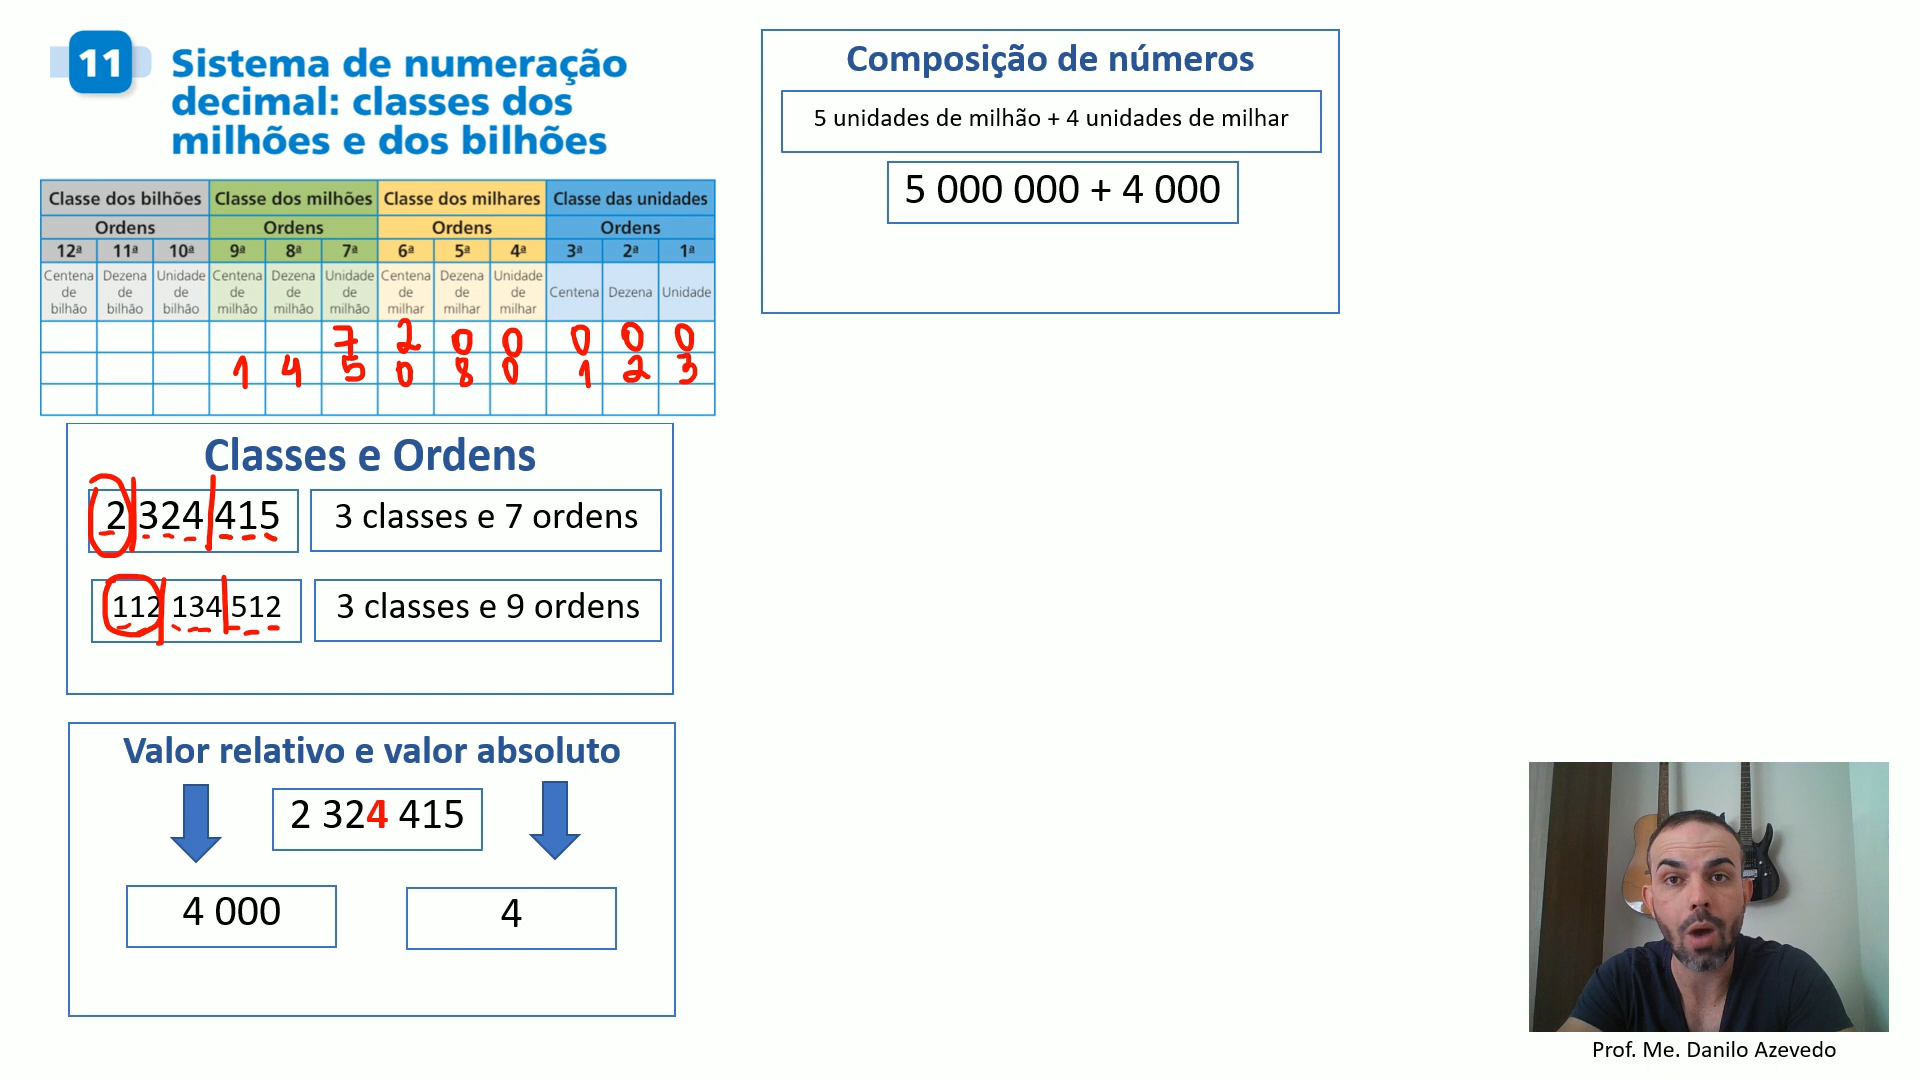 11
Sistema de numeração
decimal: classes dos
milhões e dos bilhões
Classe dos bilhões Classe dos milhões Classe dos milhares Classe das unidades
Ordens Ordens Ordens Ordens
12ª 11ª 10ª 9ª 8ª 7ª 6ª 5ª 4ª 3ª 2ª 1ª
Centena de bilhão Dezena de bilhão Unidade de bilhão Centena de milhão Dezena de milhão Unidade de milhão Centena de milhar Dezena de milhar Unidade de milhar Centena Dezena Unidade
7 2 0 0 0 0 0
1 4 5 0 8 0 1 2 3
Classes e Ordens
2 324 415 3 classes e 7 ordens
112 134 512 3 classes e 9 ordens
Valor relativo e valor absoluto
2 324 415
4 000 4
Composição de números
5 unidades de milhão + 4 unidades de milhar
5 000 000 + 4 000
Prof. Me. Danilo Azevedo